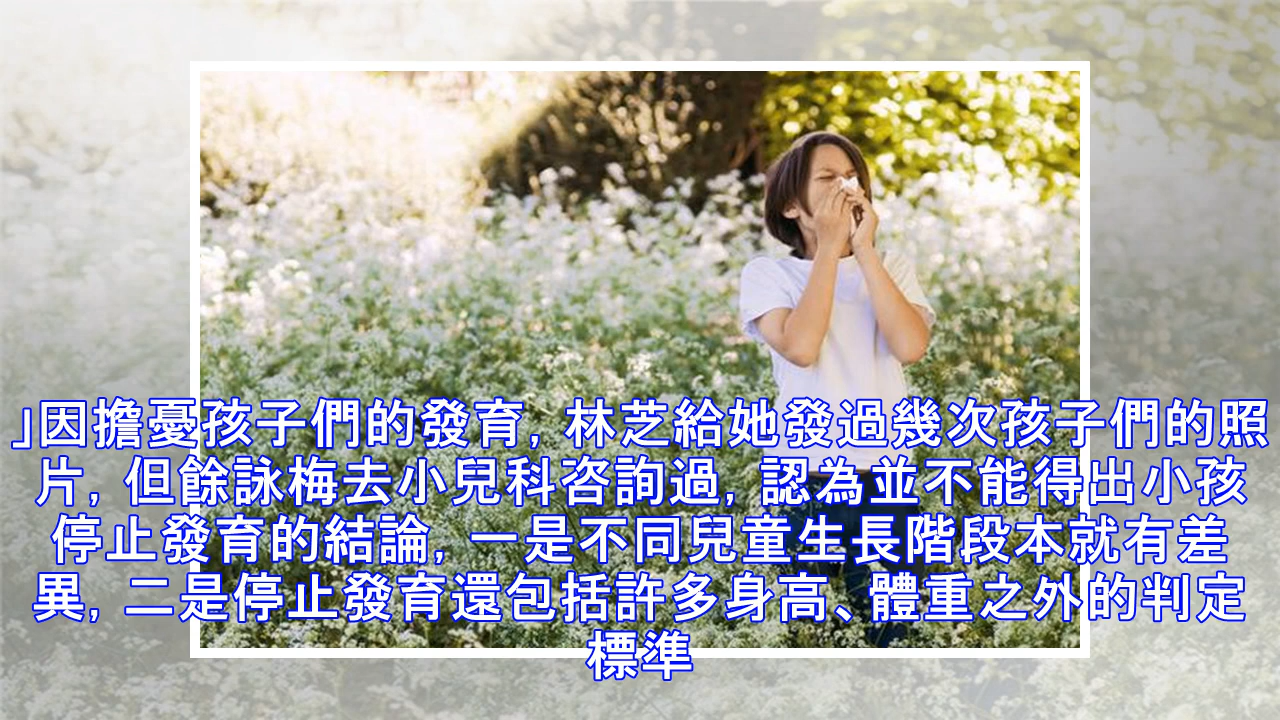 」因擔憂孩子們的發育, 林芝給她發過幾次孩子們的照
片, 但餘詠梅去小兒科咨詢過, 認為並不能得出小孩
停止發育的結論, 一是不同兒童生長階段本就有差
異, 二是停止發育還包括許多身高、體重之外的判定
標準